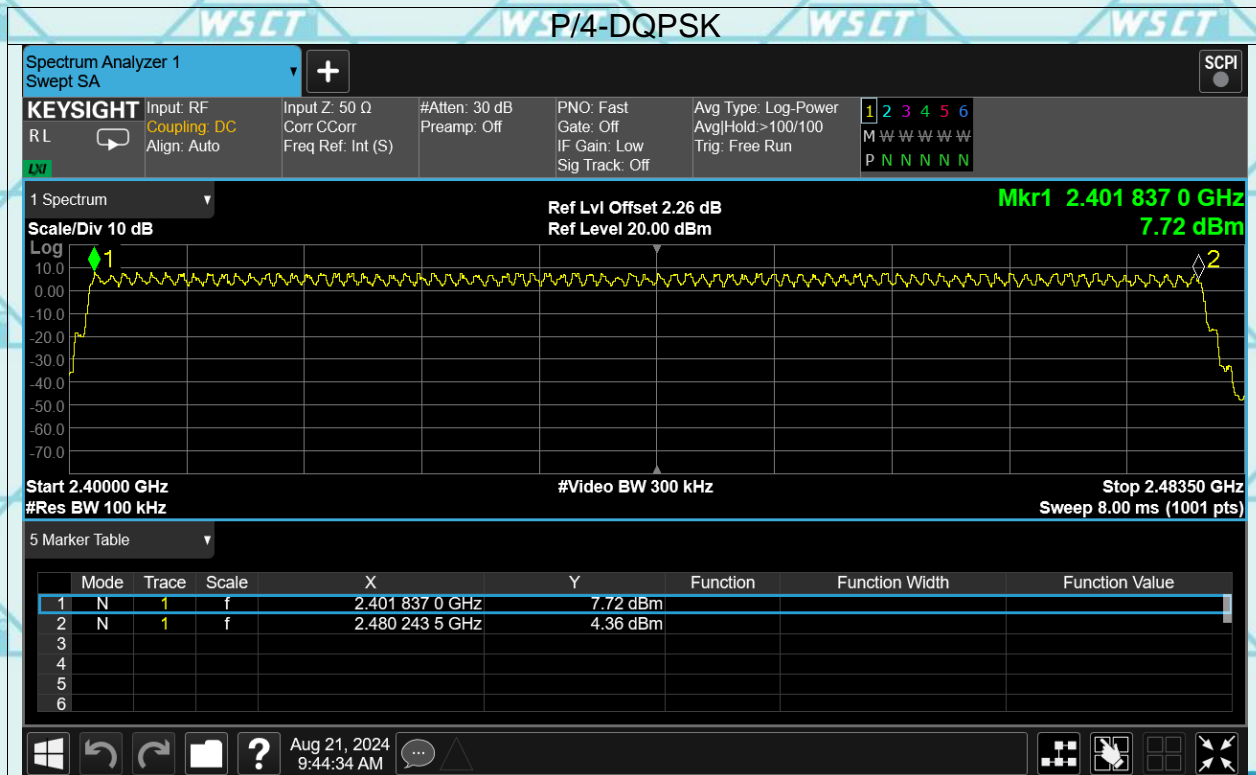 WSCT WSCT WSCT WSCT
P/4-DQPSK
Spectrum Analyzer 1
Swept SA
SCPI
KEYSIGHT
RL
LXI
Input: RF
Coupling: DC
Align: Auto
Input Z: 50 Ω
Corr CCorr
Freq Ref: Int (S)
#Atten: 30 dB
Preamp: Off
PNO: Fast
Gate: Off
IF Gain: Low
Sig Track: Off
Avg Type: Log-Power
Avg|Hold:>100/100
Trig: Free Run
1 2 3 4 5 6
M W W W W W
P N N N N N
1 Spectrum
Scale/Div 10 dB
Ref Lvl Offset 2.26 dB
Ref Level 20.00 dBm
Mkr1 2.401 837 0 GHz
7.72 dBm
Log
1
2
10.0
0.00
-10.0
-20.0
-30.0
-40.0
-50.0
-60.0
-70.0
Start 2.40000 GHz
#Res BW 100 kHz
#Video BW 300 kHz
Stop 2.48350 GHz
Sweep 8.00 ms (1001 pts)
5 Marker Table
Mode Trace Scale X Y Function Function Width Function Value
1 N 1 f 2.401 837 0 GHz 7.72 dBm
2 N 1 f 2.480 243 5 GHz 4.36 dBm
3
4
5
6
?
Aug 21, 2024
9:44:34 AM